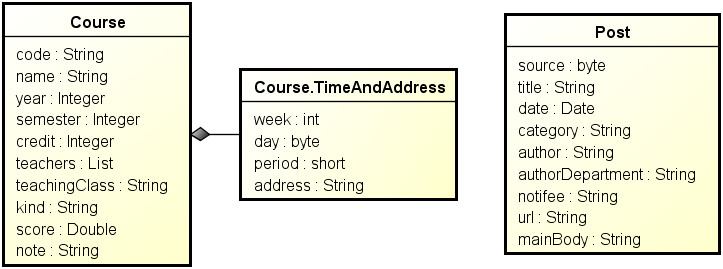 Course
code : String
name : String
year : Integer
semester : Integer
credit : Integer
teachers : List
teachingClass : String
kind : String
score : Double
note : String
Course.TimeAndAddress
week : int
day : byte
period : short
address : String
Post
source : byte
title : String
date : Date
category : String
author : String
authorDepartment : String
notifee : String
url : String
mainBody : String